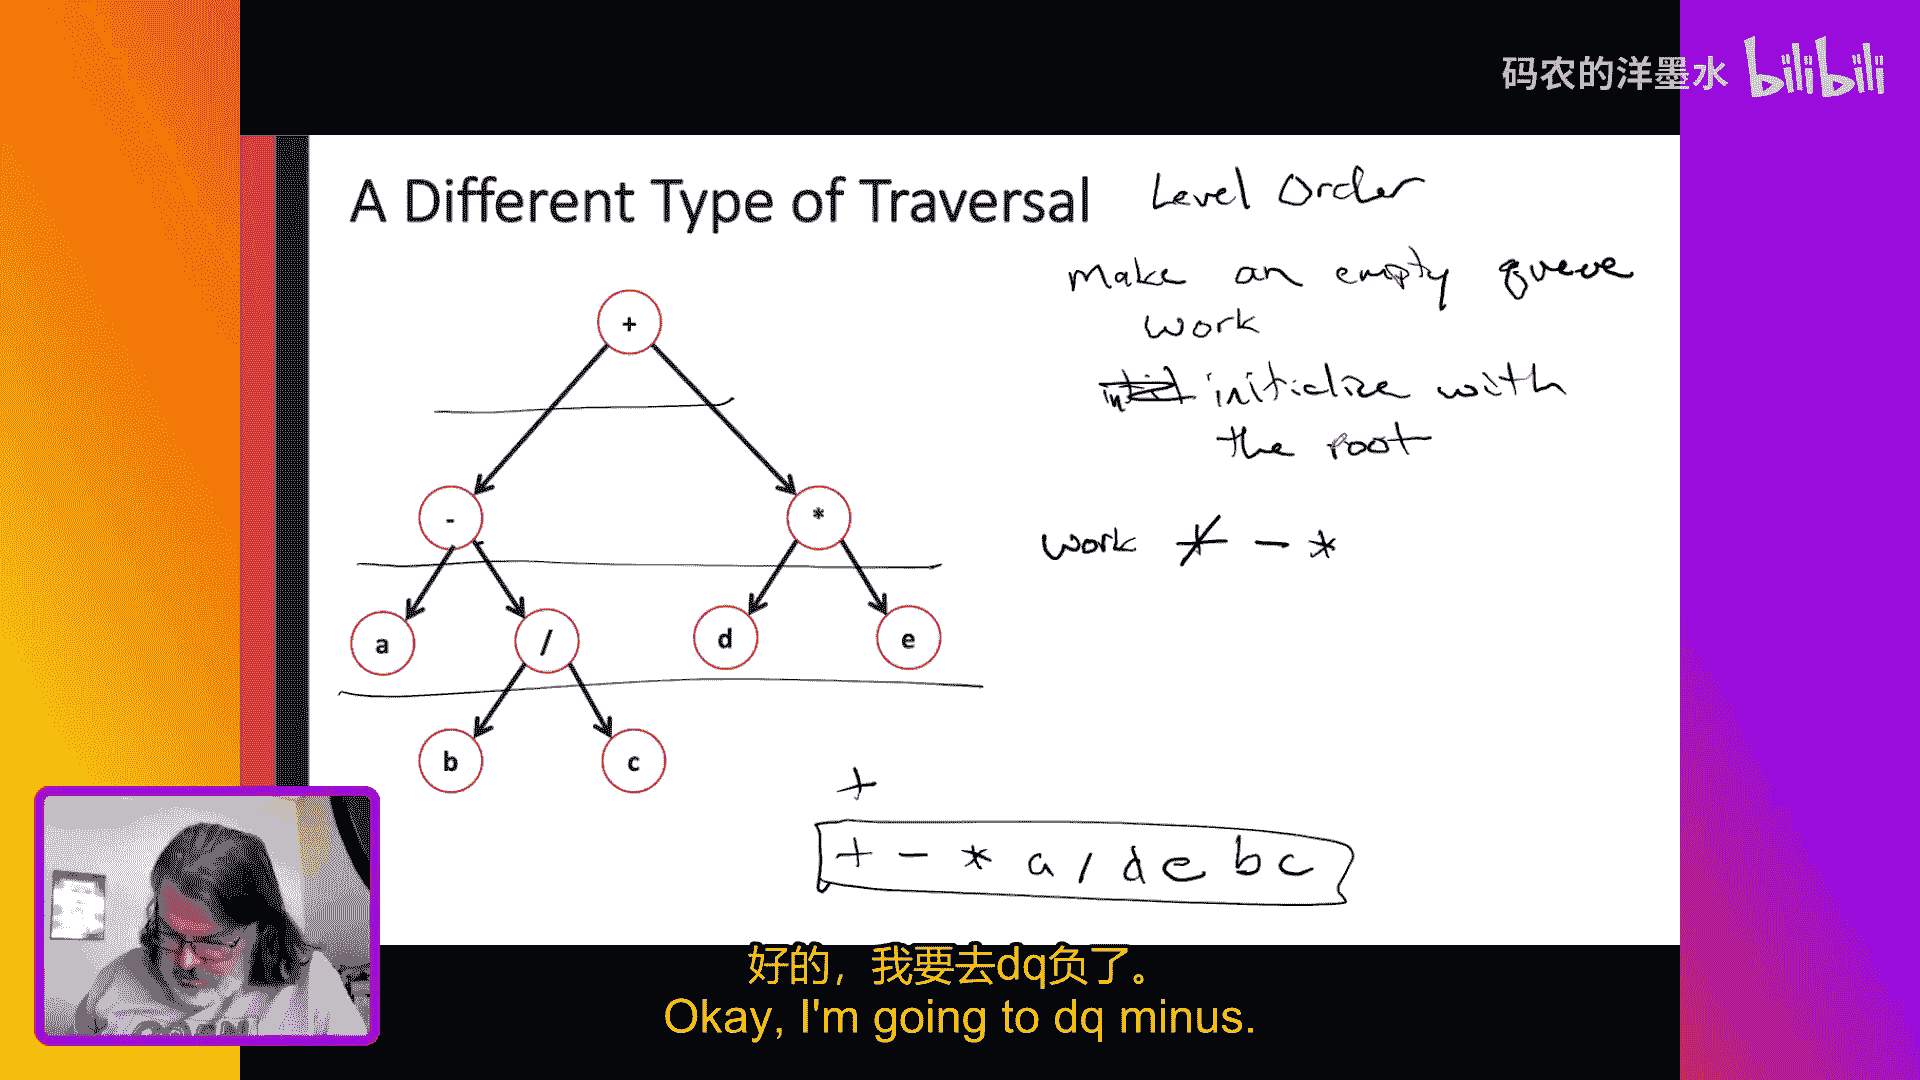 码农的洋墨水 bilibili
A Different Type of Traversal Level Order
make an empty queue
work
initialize with
the root
+
- *
a / d e
b c
work + - *
+
+ - * a / d e b c
好的，我要去dq负了。
Okay, I'm going to dq minus.